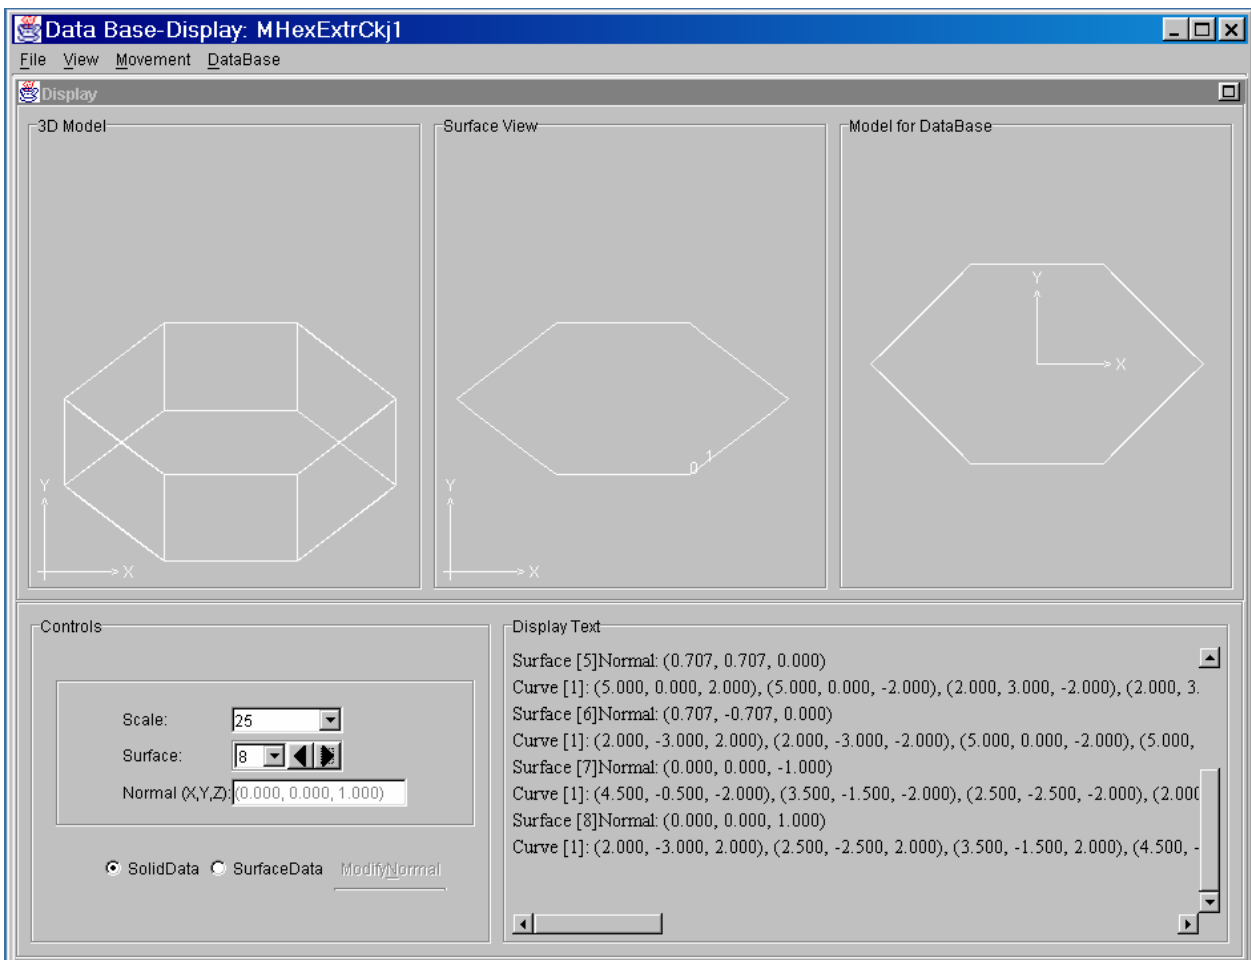 Data Base-Display: MHexExtrCkj1
File View Movement DataBase
Display
3D Model
Y
X
Surface View
0 1
Y
X
Model for DataBase
Y
X
Controls
Scale: 25
Surface: 8
Normal (X,Y,Z): (0.000, 0.000, 1.000)
SolidData SurfaceData ModifyNormal
Display Text
Surface [5]Normal: (0.707, 0.707, 0.000)
Curve [1]: (5.000, 0.000, 2.000), (5.000, 0.000, -2.000), (2.000, 3.000, -2.000), (2.000, 3.
Surface [6]Normal: (0.707, -0.707, 0.000)
Curve [1]: (2.000, -3.000, 2.000), (2.000, -3.000, -2.000), (5.000, 0.000, -2.000), (5.000,
Surface [7]Normal: (0.000, 0.000, -1.000)
Curve [1]: (4.500, -0.500, -2.000), (3.500, -1.500, -2.000), (2.500, -2.500, -2.000), (2.000
Surface [8]Normal: (0.000, 0.000, 1.000)
Curve [1]: (2.000, -3.000, 2.000), (2.500, -2.500, 2.000), (3.500, -1.500, 2.000), (4.500, -